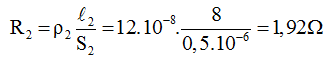 R₂ = ρ₂ ℓ₂/S₂ = 12.10⁻⁸. 8/0,5.10⁻⁶ = 1,92Ω